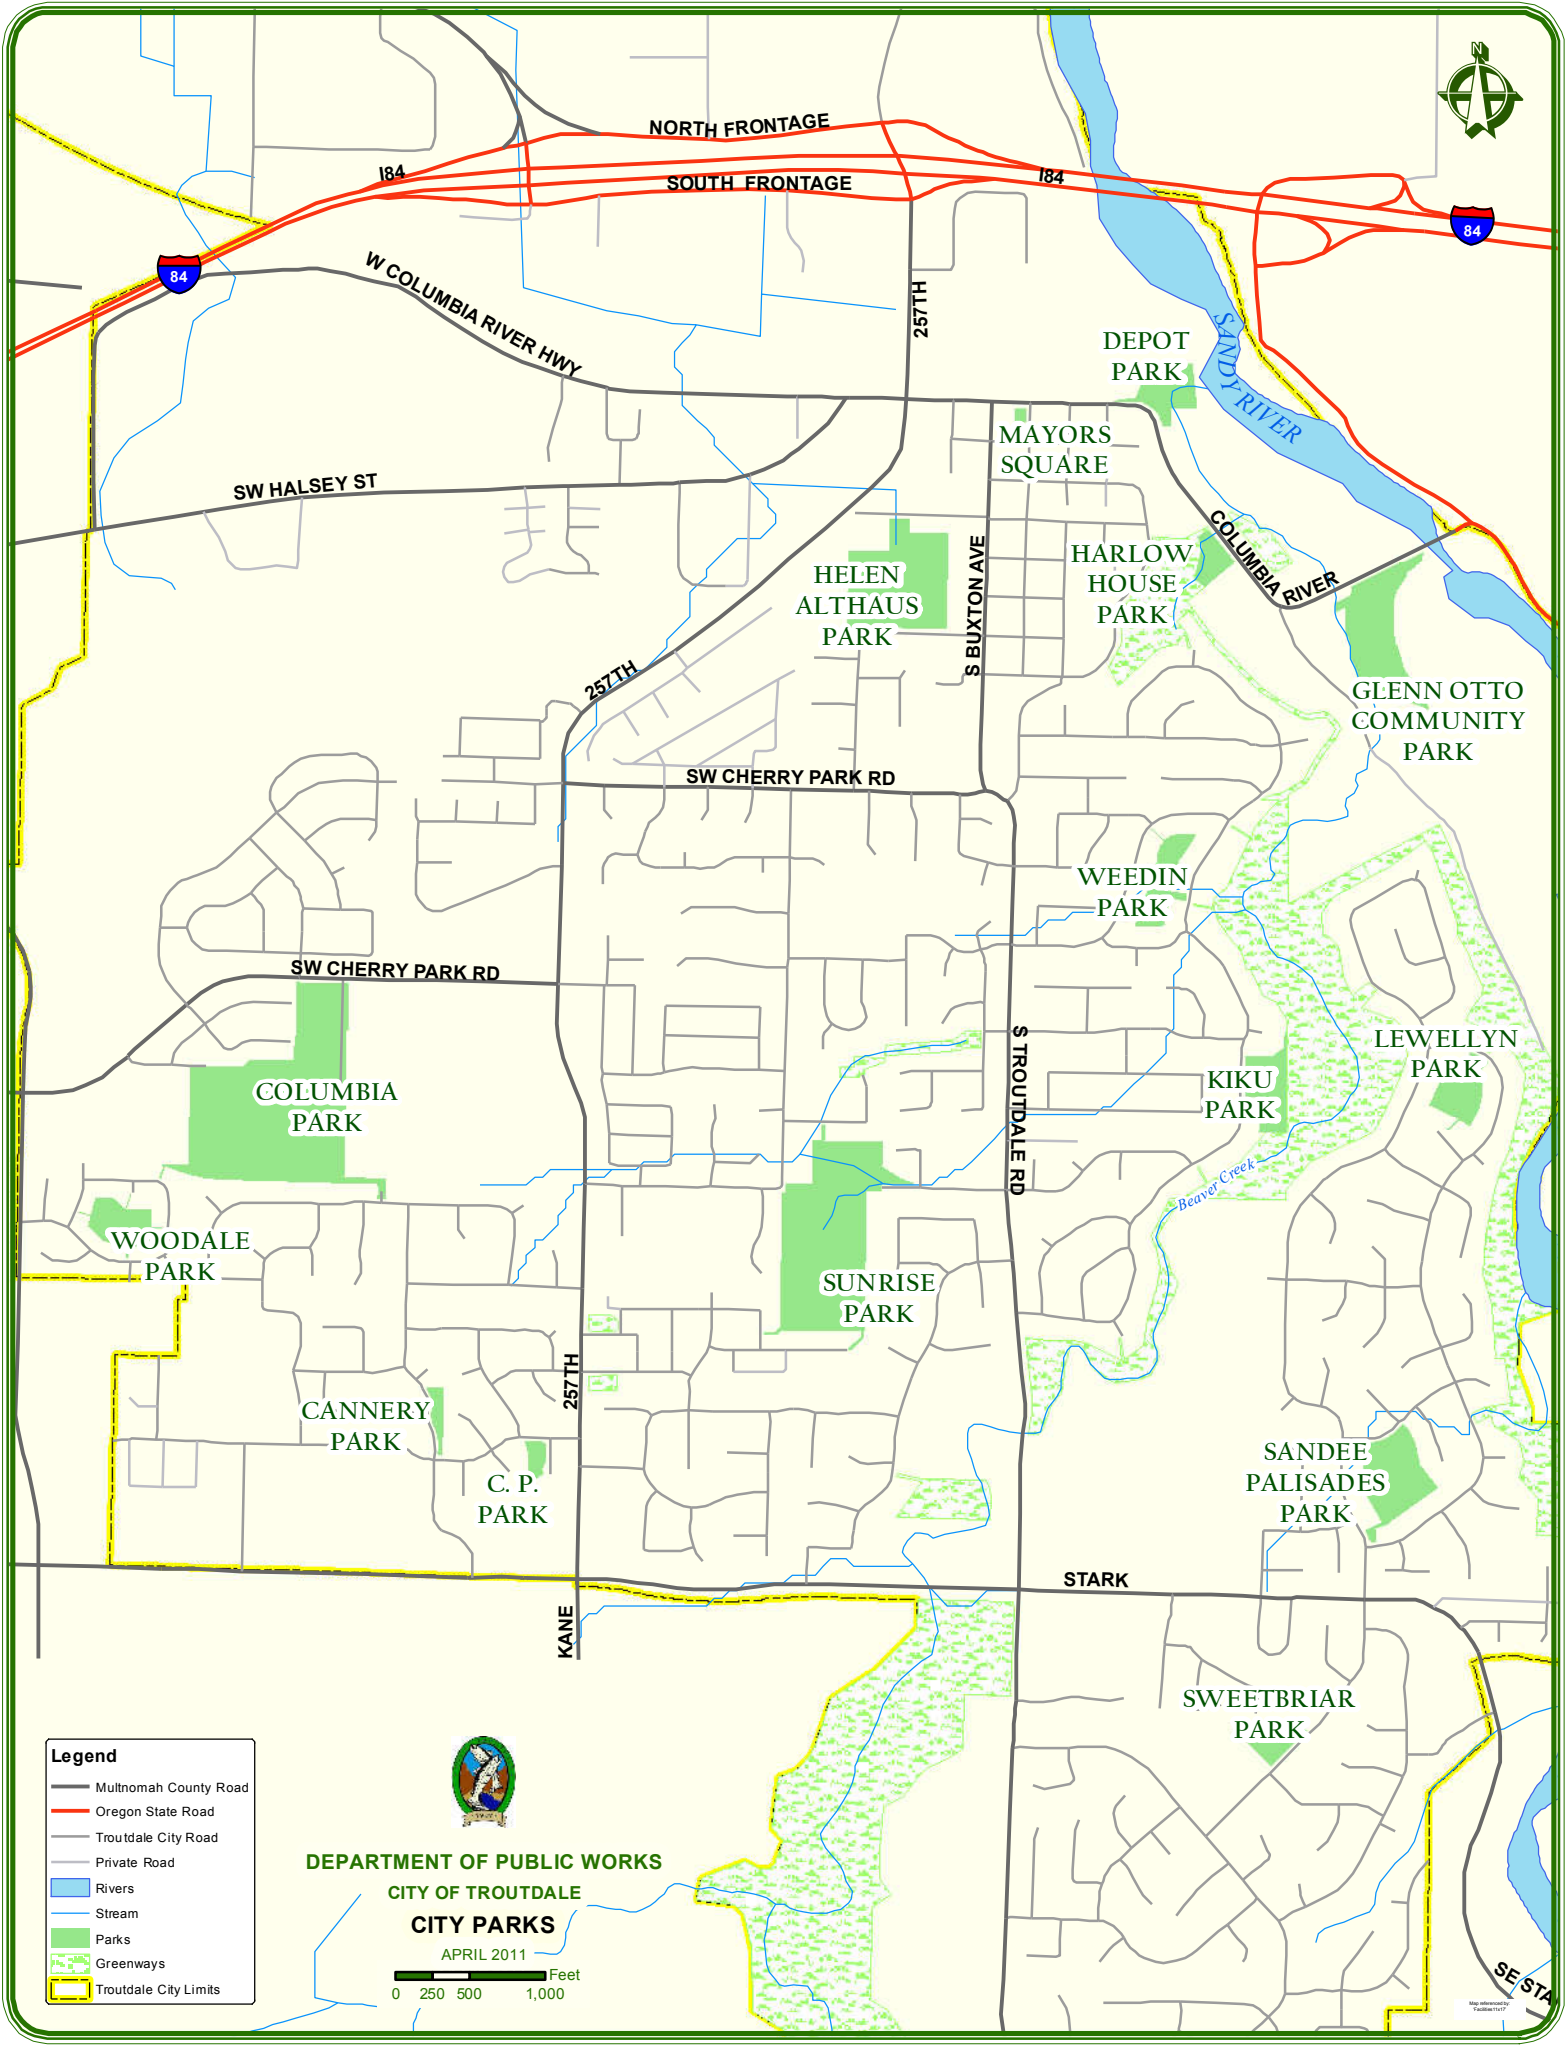 N
NORTH FRONTAGE
I84
SOUTH FRONTAGE
I84
84
84
W COLUMBIA RIVER HWY
257TH
SANDY RIVER
DEPOT
PARK
MAYORS
SQUARE
SW HALSEY ST
COLUMBIA RIVER
HELEN
ALTHAUS
PARK
S BUXTON AVE
HARLOW
HOUSE
PARK
257TH
GLENN OTTO
COMMUNITY
PARK
SW CHERRY PARK RD
WEEDIN
PARK
SW CHERRY PARK RD
S TROUTDALE RD
LEWELLYN
PARK
KIKU
PARK
COLUMBIA
PARK
Beaver Creek
WOODALE
PARK
SUNRISE
PARK
257TH
CANNERY
PARK
C. P.
PARK
SANDEE
PALISADES
PARK
STARK
KANE
SWEETBRIAR
PARK
Legend
Multnomah County Road
Oregon State Road
Troutdale City Road
Private Road
Rivers
Stream
Parks
Greenways
Troutdale City Limits
DEPARTMENT OF PUBLIC WORKS
CITY OF TROUTDALE
CITY PARKS
APRIL 2011
Feet
0 250 500 1,000
SE STA
Map referenced by: